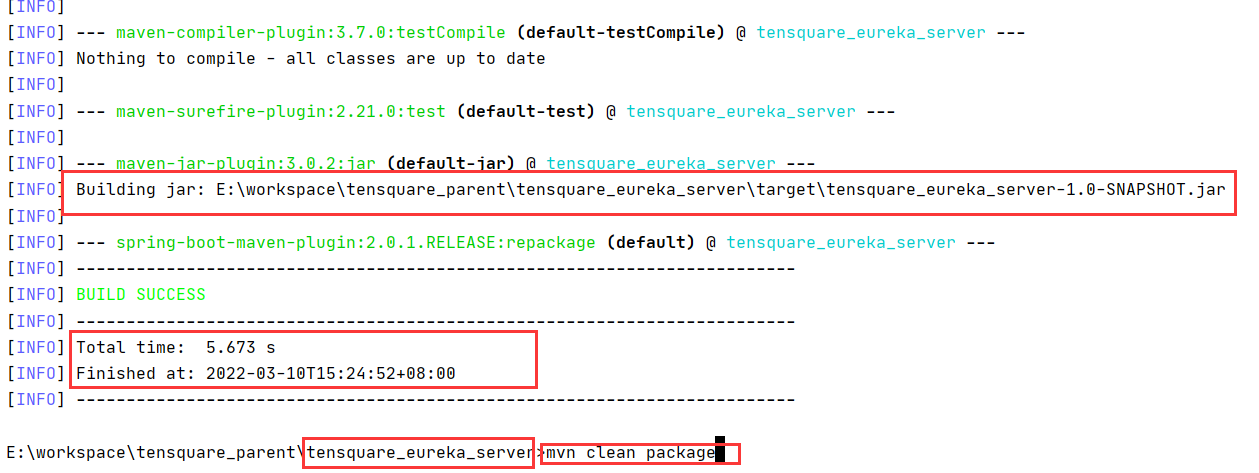 [INFO]
[INFO] --- maven-compiler-plugin:3.7.0:testCompile (default-testCompile) @ tensquare_eureka_server ---
[INFO] Nothing to compile - all classes are up to date
[INFO]
[INFO] --- maven-surefire-plugin:2.21.0:test (default-test) @ tensquare_eureka_server ---
[INFO]
[INFO] --- maven-jar-plugin:3.0.2:jar (default-jar) @ tensquare_eureka_server ---
[INFO] Building jar: E:\workspace\tensquare_parent\tensquare_eureka_server\target\tensquare_eureka_server-1.0-SNAPSHOT.jar
[INFO]
[INFO] --- spring-boot-maven-plugin:2.0.1.RELEASE:repackage (default) @ tensquare_eureka_server ---
[INFO] ------------------------------------------------------------------------
[INFO] BUILD SUCCESS
[INFO] ------------------------------------------------------------------------
[INFO] Total time:  5.673 s
[INFO] Finished at: 2022-03-10T15:24:52+08:00
[INFO] ------------------------------------------------------------------------
E:\workspace\tensquare_parent\tensquare_eureka_server>mvn clean package